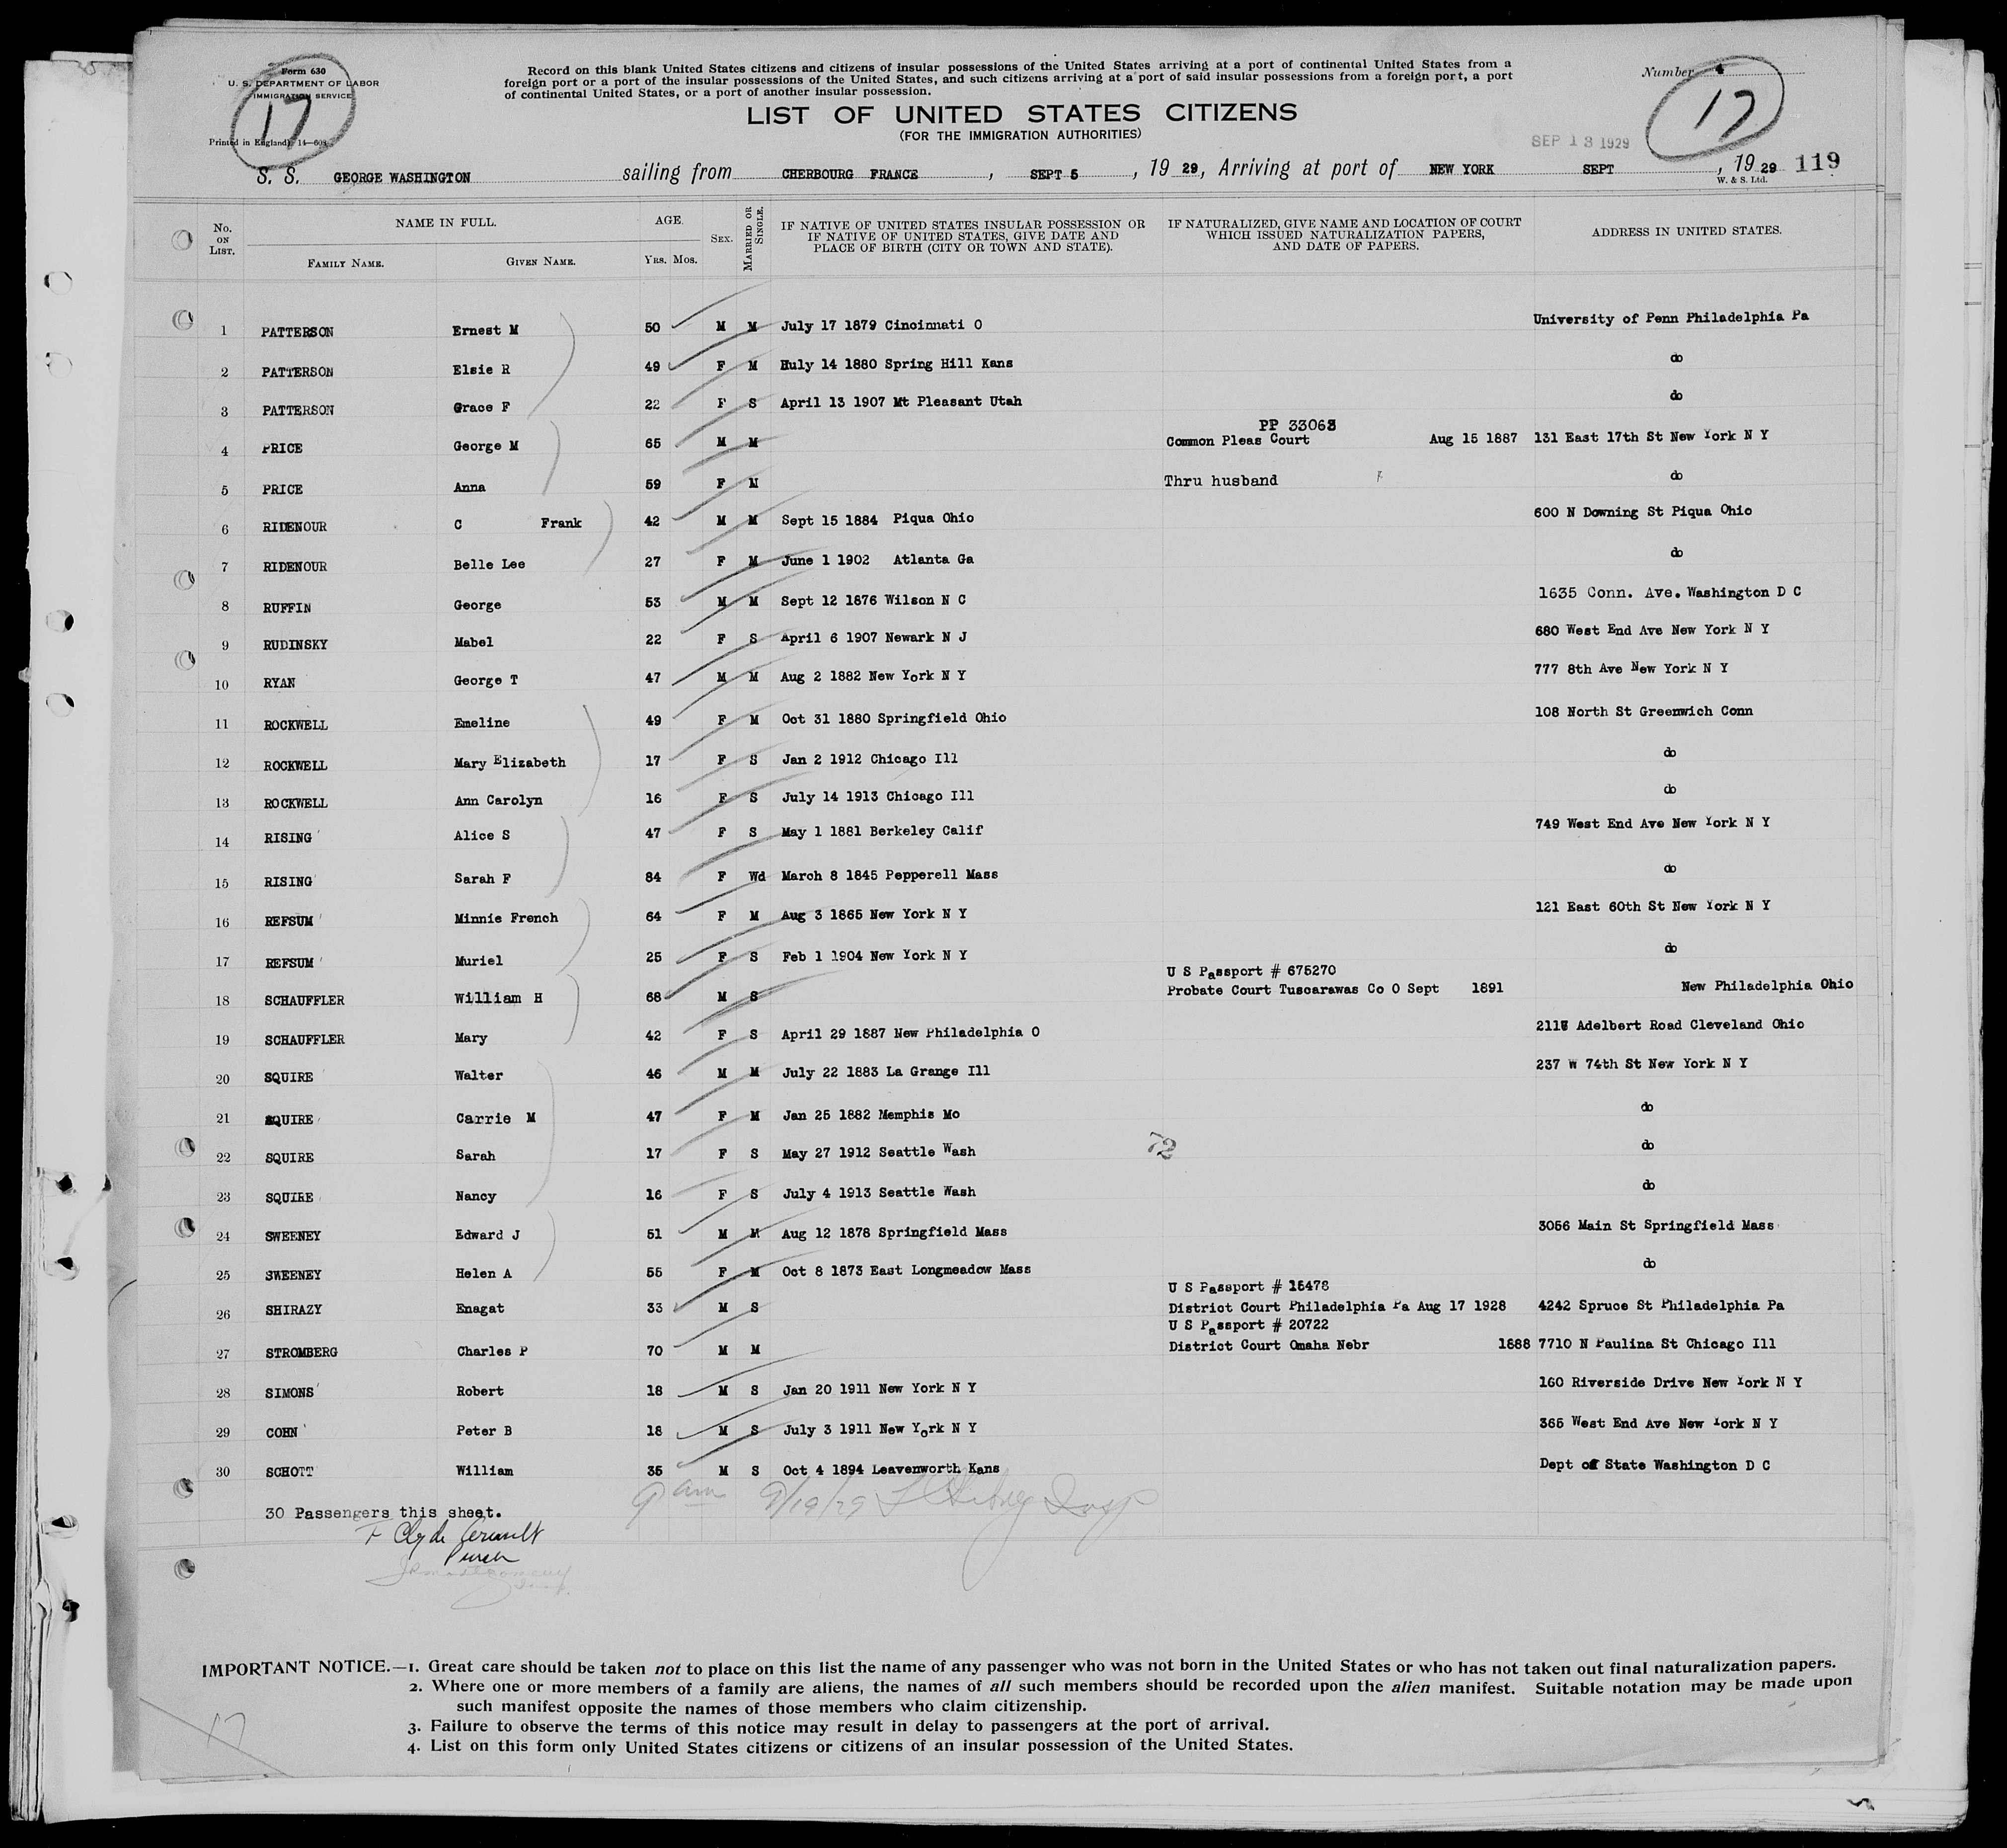 17
Form 630
U. S. DEPARTMENT OF LABOR
IMMIGRATION SERVICE
Printed in England). 14—608
Record on this blank United States citizens and citizens of insular possessions of the United States arriving at a port of continental United States from a
foreign port or a port of the insular possessions of the United States, and such citizens arriving at a port of said insular possessions from a foreign port, a port
of continental United States, or a port of another insular possession.
Number 4
17
LIST OF UNITED STATES CITIZENS
(FOR THE IMMIGRATION AUTHORITIES)
SEP 13 1929
S. S. GEORGE WASHINGTON sailing from CHERBOURG FRANCE , SEPT 5 , 19 29, Arriving at port of NEW YORK SEPT , 19 29 119
W. & S. Ltd.
No. ON LIST. NAME IN FULL. FAMILY NAME. GIVEN NAME. AGE. YRS. MOS. SEX. MARRIED OR SINGLE. IF NATIVE OF UNITED STATES INSULAR POSSESSION OR IF NATIVE OF UNITED STATES, GIVE DATE AND PLACE OF BIRTH (CITY OR TOWN AND STATE). IF NATURALIZED, GIVE NAME AND LOCATION OF COURT WHICH ISSUED NATURALIZATION PAPERS, AND DATE OF PAPERS. ADDRESS IN UNITED STATES.
1 PATTERSON Ernest M 50 M M July 17 1879 Cincinnati O University of Penn Philadelphia Pa
2 PATTERSON Elsie R 49 F M Huly 14 1880 Spring Hill Kans do
3 PATTERSON Grace F 22 F S April 13 1907 Mt Pleasant Utah do
PP 33063
4 PRICE George M 65 M M Common Pleas Court Aug 15 1887 131 East 17th St New York N Y
5 PRICE Anna 59 F M Thru husband do
6 RIDENOUR C Frank 42 M M Sept 15 1884 Piqua Ohio 600 N Downing St Piqua Ohio
7 RIDENOUR Belle Lee 27 F M June 1 1902 Atlanta Ga do
8 RUFFIN George 53 M M Sept 12 1876 Wilson N C 1635 Conn. Ave. Washington D C
9 RUDINSKY Mabel 22 F S April 6 1907 Newark N J 680 West End Ave New York N Y
10 RYAN George T 47 M M Aug 2 1882 New York N Y 777 8th Ave New York N Y
11 ROCKWELL Emeline 49 F M Oct 31 1880 Springfield Ohio 108 North St Greenwich Conn
12 ROCKWELL Mary Elizabeth 17 F S Jan 2 1912 Chicago Ill do
13 ROCKWELL Ann Carolyn 16 F S July 14 1913 Chicago Ill do
14 RISING Alice S 47 F S May 1 1881 Berkeley Calif 749 West End Ave New York N Y
15 RISING Sarah F 84 F Wd March 8 1845 Pepperell Mass do
16 REFSUM Minnie French 64 F M Aug 3 1865 New York N Y 121 East 60th St New York N Y
17 REFSUM Muriel 25 F S Feb 1 1904 New York N Y do
U S Passport # 675270
18 SCHAUFFLER William H 68 M S Probate Court Tuscarawas Co O Sept 1891 New Philadelphia Ohio
19 SCHAUFFLER Mary 42 F S April 29 1887 New Philadelphia O 2117 Adelbert Road Cleveland Ohio
20 SQUIRE Walter 46 M M July 22 1883 La Grange Ill 237 W 74th St New York N Y
21 SQUIRE Carrie M 47 F M Jan 25 1882 Memphis Mo do
22 SQUIRE Sarah 17 F S May 27 1912 Seattle Wash do
72
23 SQUIRE Nancy 16 F S July 4 1913 Seattle Wash do
24 SWEENEY Edward J 51 M M Aug 12 1878 Springfield Mass 3056 Main St Springfield Mass
25 SWEENEY Helen A 55 F M Oct 8 1873 East Longmeadow Mass do
U S Passport # 15478
26 SHIRAZY Enagat 33 M S District Court Philadelphia Pa Aug 17 1928 4242 Spruce St Philadelphia Pa
U S Passport # 20722
27 STROMBERG Charles P 70 M M District Court Omaha Nebr 1888 7710 N Paulina St Chicago Ill
28 SIMONS Robert 18 M S Jan 20 1911 New York N Y 160 Riverside Drive New York N Y
29 COHN Peter B 18 M S July 3 1911 New York N Y 365 West End Ave New York N Y
30 SCHOTT William 35 M S Oct 4 1894 Leavenworth Kans Dept of State Washington D C
9 am
30 Passengers this sheet.
F Clyde
Purser
IMPORTANT NOTICE.—1. Great care should be taken not to place on this list the name of any passenger who was not born in the United States or who has not taken out final naturalization papers.
2. Where one or more members of a family are aliens, the names of all such members should be recorded upon the alien manifest. Suitable notation may be made upon
such manifest opposite the names of those members who claim citizenship.
3. Failure to observe the terms of this notice may result in delay to passengers at the port of arrival.
4. List on this form only United States citizens or citizens of an insular possession of the United States.
17